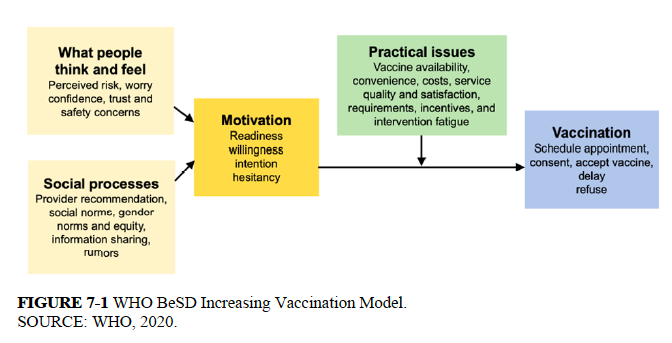 What people
think and feel
Perceived risk, worry
confidence, trust and
safety concerns
Social processes
Provider recommendation,
social norms, gender
norms and equity,
information sharing,
rumors
Motivation
Readiness
willingness
intention
hesitancy
Practical issues
Vaccine availability,
convenience, costs, service
quality and satisfaction,
requirements, incentives, and
intervention fatigue
Vaccination
Schedule appointment,
consent, accept vaccine,
delay
refuse
FIGURE 7-1 WHO BeSD Increasing Vaccination Model.
SOURCE: WHO, 2020.